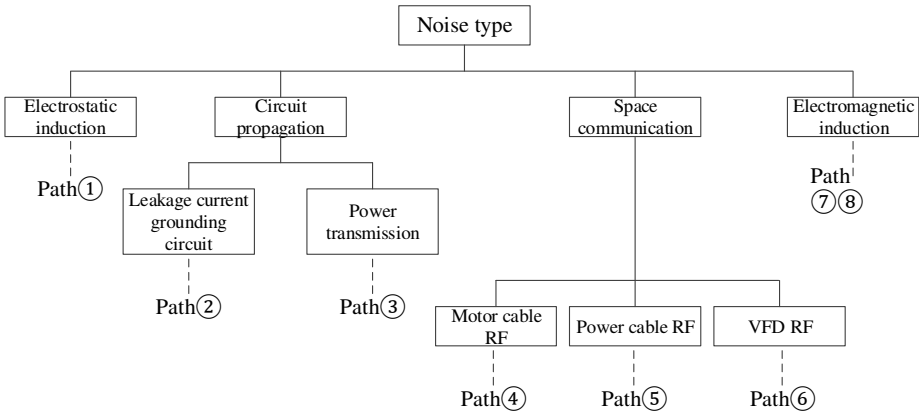 Noise type
Electrostatic
induction
Circuit
propagation
Space
communication
Electromagnetic
induction
Path①
Leakage current
grounding
circuit
Power
transmission
Path
⑦⑧
Path②
Path③
Motor cable
RF
Power cable RF
VFD RF
Path④
Path⑤
Path⑥